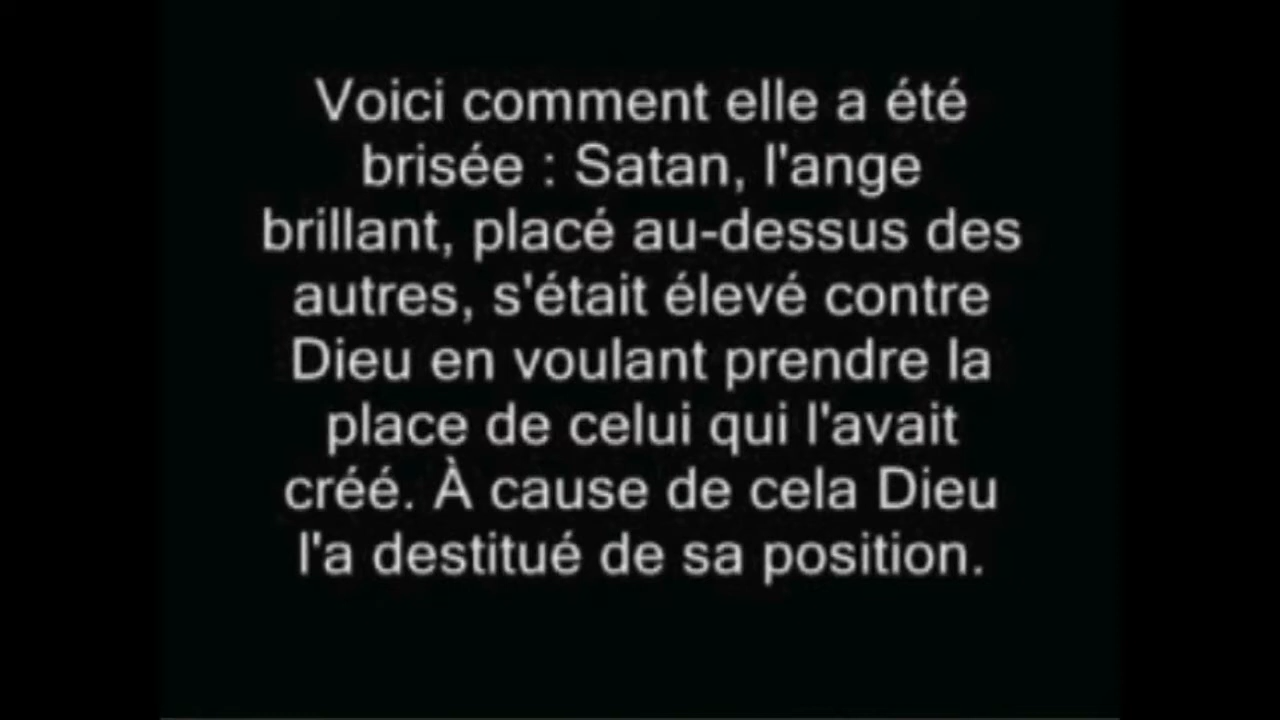 Voici comment elle a été
brisée : Satan, l'ange
brillant, placé au-dessus des
autres, s'était élevé contre
Dieu en voulant prendre la
place de celui qui l'avait
créé. À cause de cela Dieu
l'a destitué de sa position.